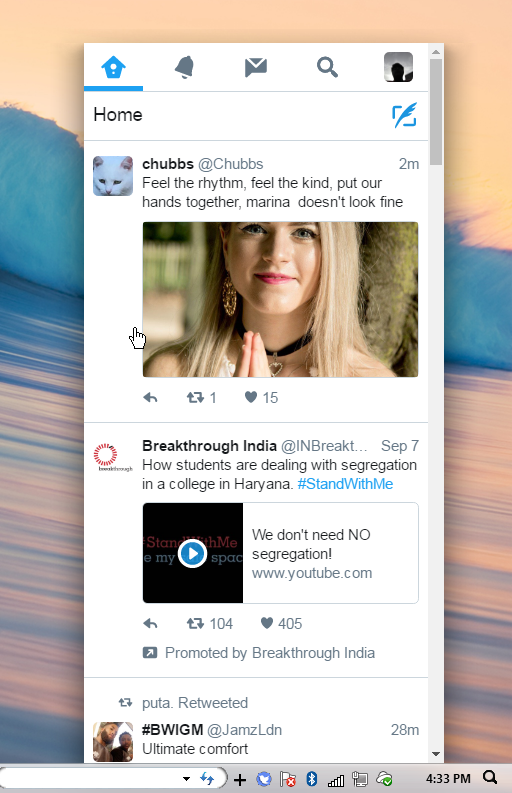 Home
chubbs @Chubbs 2m
Feel the rhythm, feel the kind, put our
hands together, marina  doesn't look fine
1 15
Breakthrough India @INBreakt... Sep 7
breakthrough
How students are dealing with segregation
in a college in Haryana. #StandWithMe
#StandWithMe
e my spac
We don't need NO
segregation!
www.youtube.com
104 405
Promoted by Breakthrough India
puta. Retweeted
#BWIGM @JamzLdn 28m
Ultimate comfort
4:33 PM